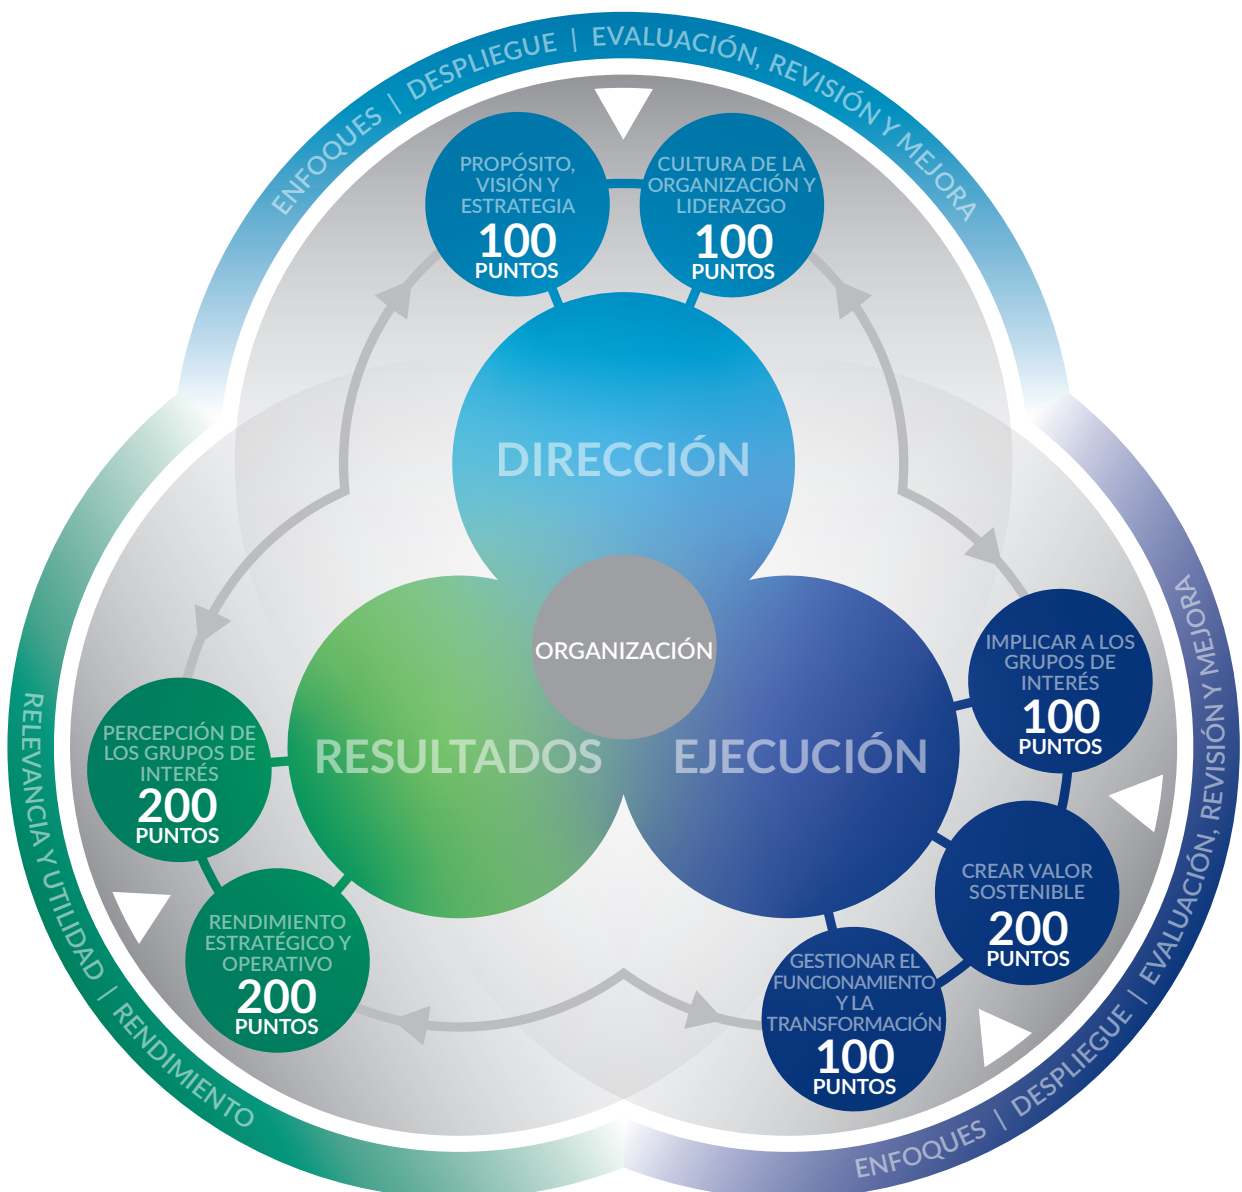 ENFOQUES | DESPLIEGUE | EVALUACIÓN, REVISIÓN Y MEJORA
PROPÓSITO,
VISIÓN Y
ESTRATEGIA
100
PUNTOS
CULTURA DE LA
ORGANIZACIÓN Y
LIDERAZGO
100
PUNTOS
DIRECCIÓN
ORGANIZACIÓN
RESULTADOS
EJECUCIÓN
IMPLICAR A LOS
GRUPOS DE
INTERÉS
100
PUNTOS
CREAR VALOR
SOSTENIBLE
200
PUNTOS
GESTIONAR EL
FUNCIONAMIENTO
Y LA
TRANSFORMACIÓN
100
PUNTOS
ENFOQUES | DESPLIEGUE | EVALUACIÓN, REVISIÓN Y MEJORA
PERCEPCIÓN DE
LOS GRUPOS DE
INTERÉS
200
PUNTOS
RENDIMIENTO
ESTRATÉGICO Y
OPERATIVO
200
PUNTOS
RELEVANCIA Y UTILIDAD | RENDIMIENTO